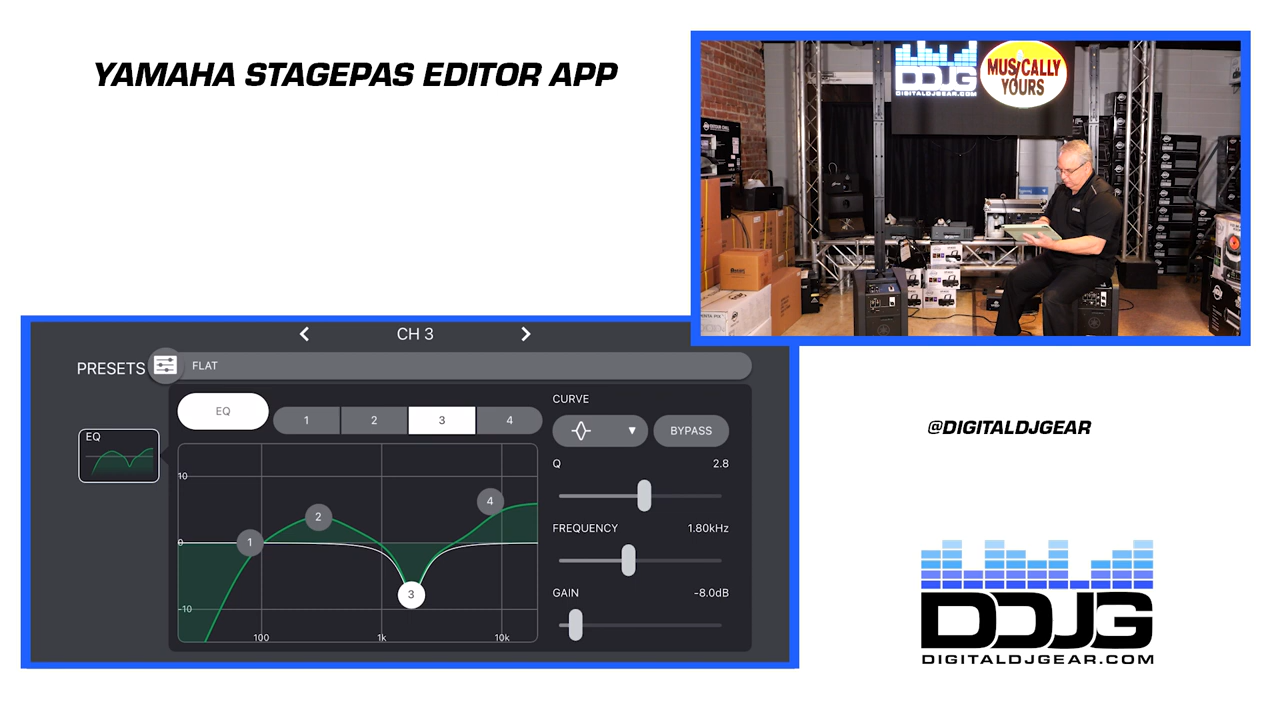 YAMAHA STAGEPAS EDITOR APP
DDJG
DIGITALDJGEAR.COM
MUSICALLY
YOURS
CH 3
PRESETS
FLAT
EQ
1
2
3
4
CURVE
BYPASS
EQ
Q
2.8
10
4
2
FREQUENCY
1.80kHz
0
1
3
GAIN
-8.0dB
-10
100
1k
10k
@DIGITALDJGEAR
DDJG
DIGITALDJGEAR.COM